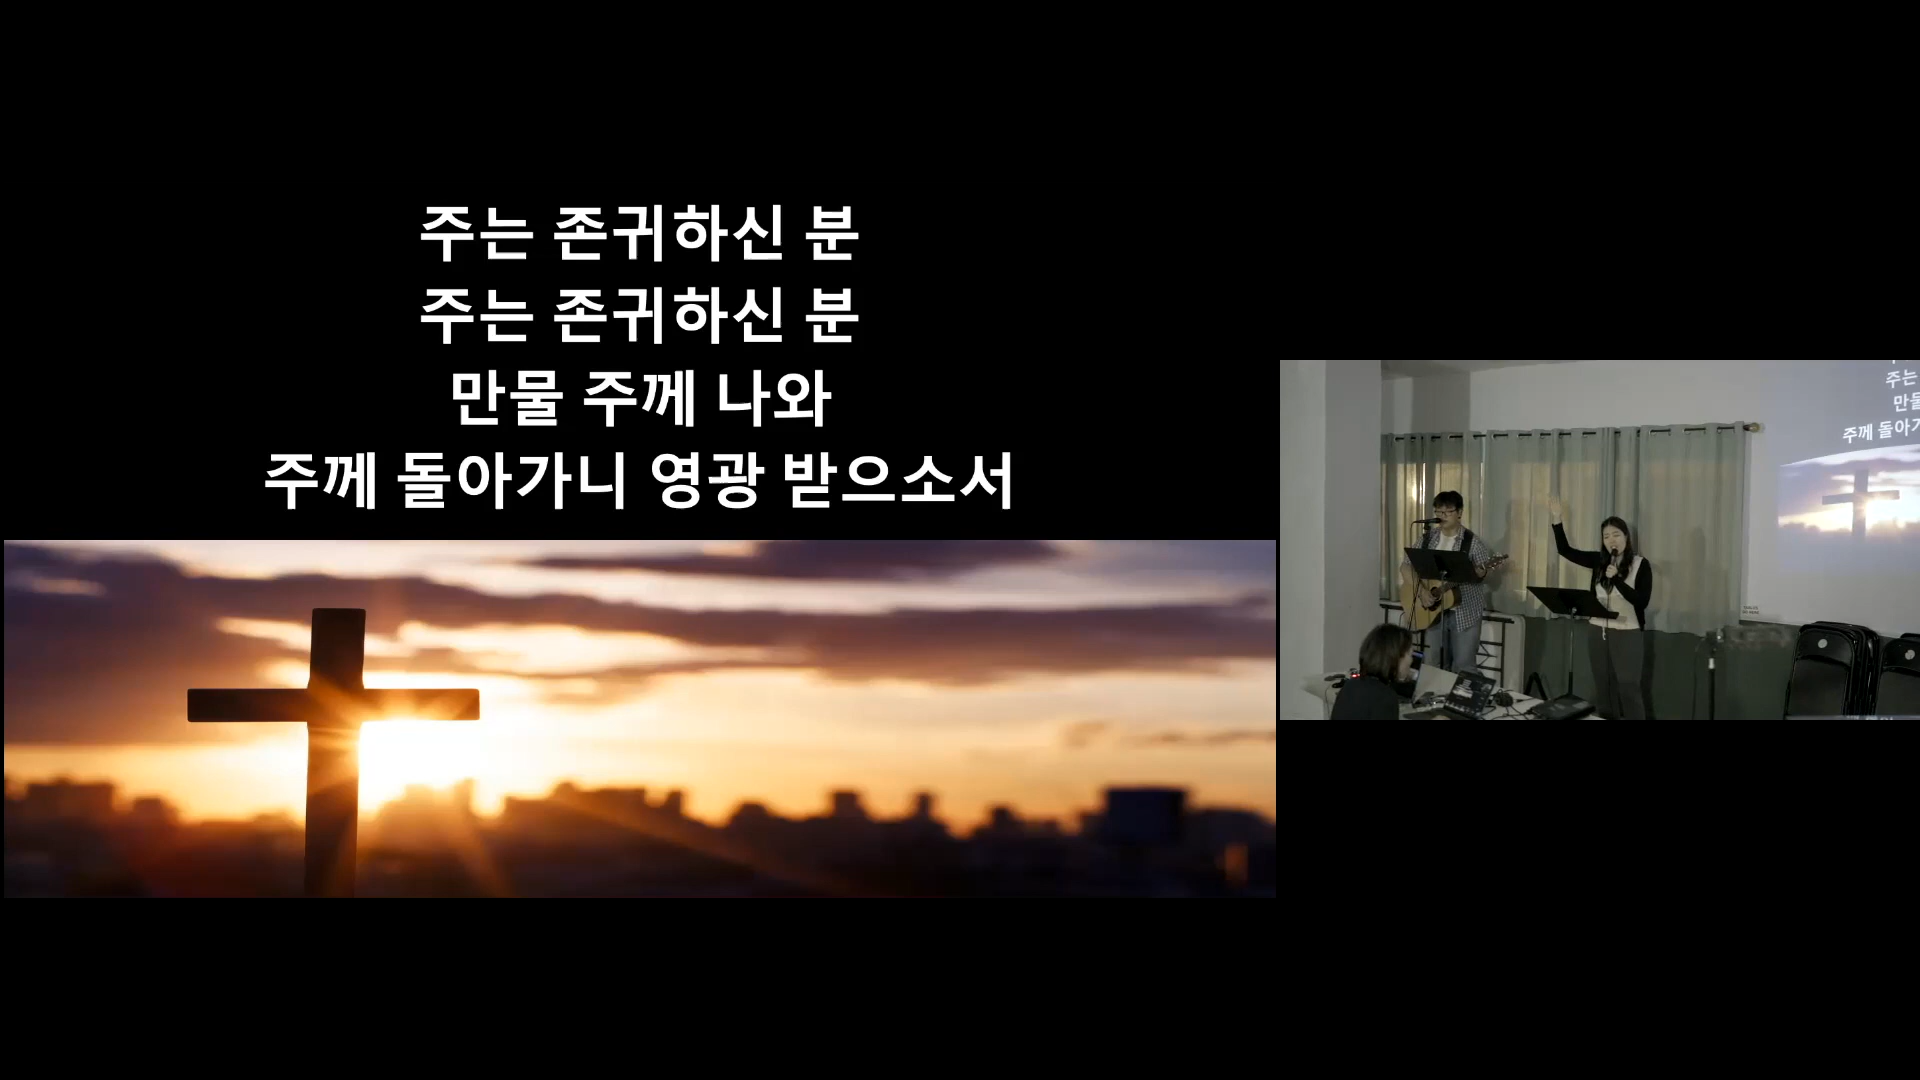 주는 존귀하신 분
주는 존귀하신 분
만물 주께 나와
주께 돌아가니 영광 받으소서
주는
만물
주께 돌아가